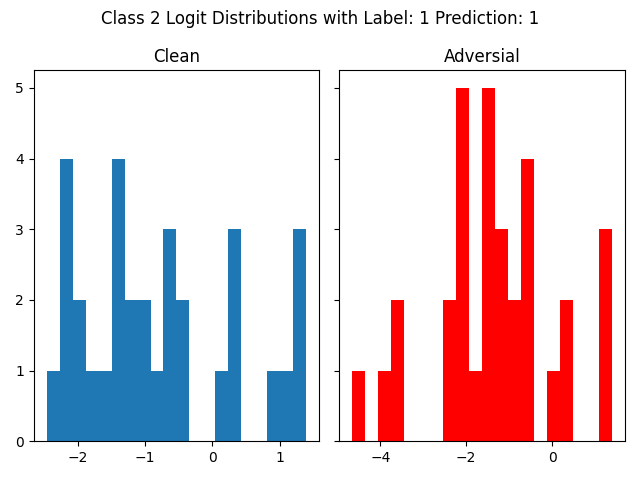 Class 2 Logit Distributions with Label: 1 Prediction: 1
Clean
Adversial
5
4
3
2
1
0
−2 −1 0 1
−4 −2 0